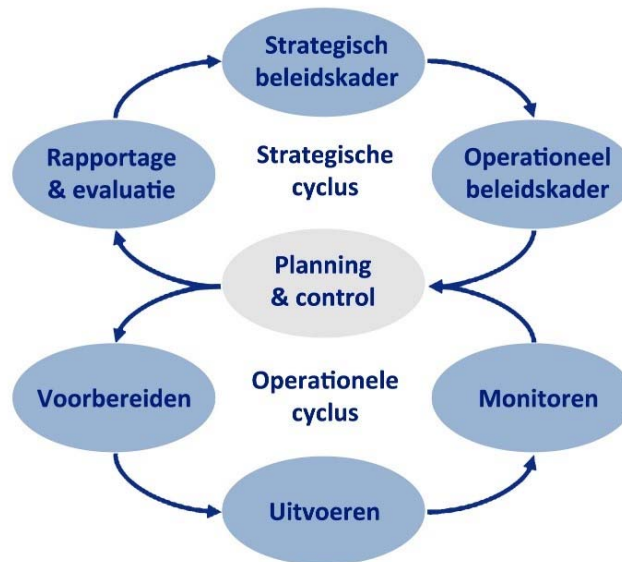 Strategisch
beleidskader
Rapportage
& evaluatie
Strategische
cyclus
Operationeel
beleidskader
Planning
& control
Voorbereiden
Operationele
cyclus
Monitoren
Uitvoeren